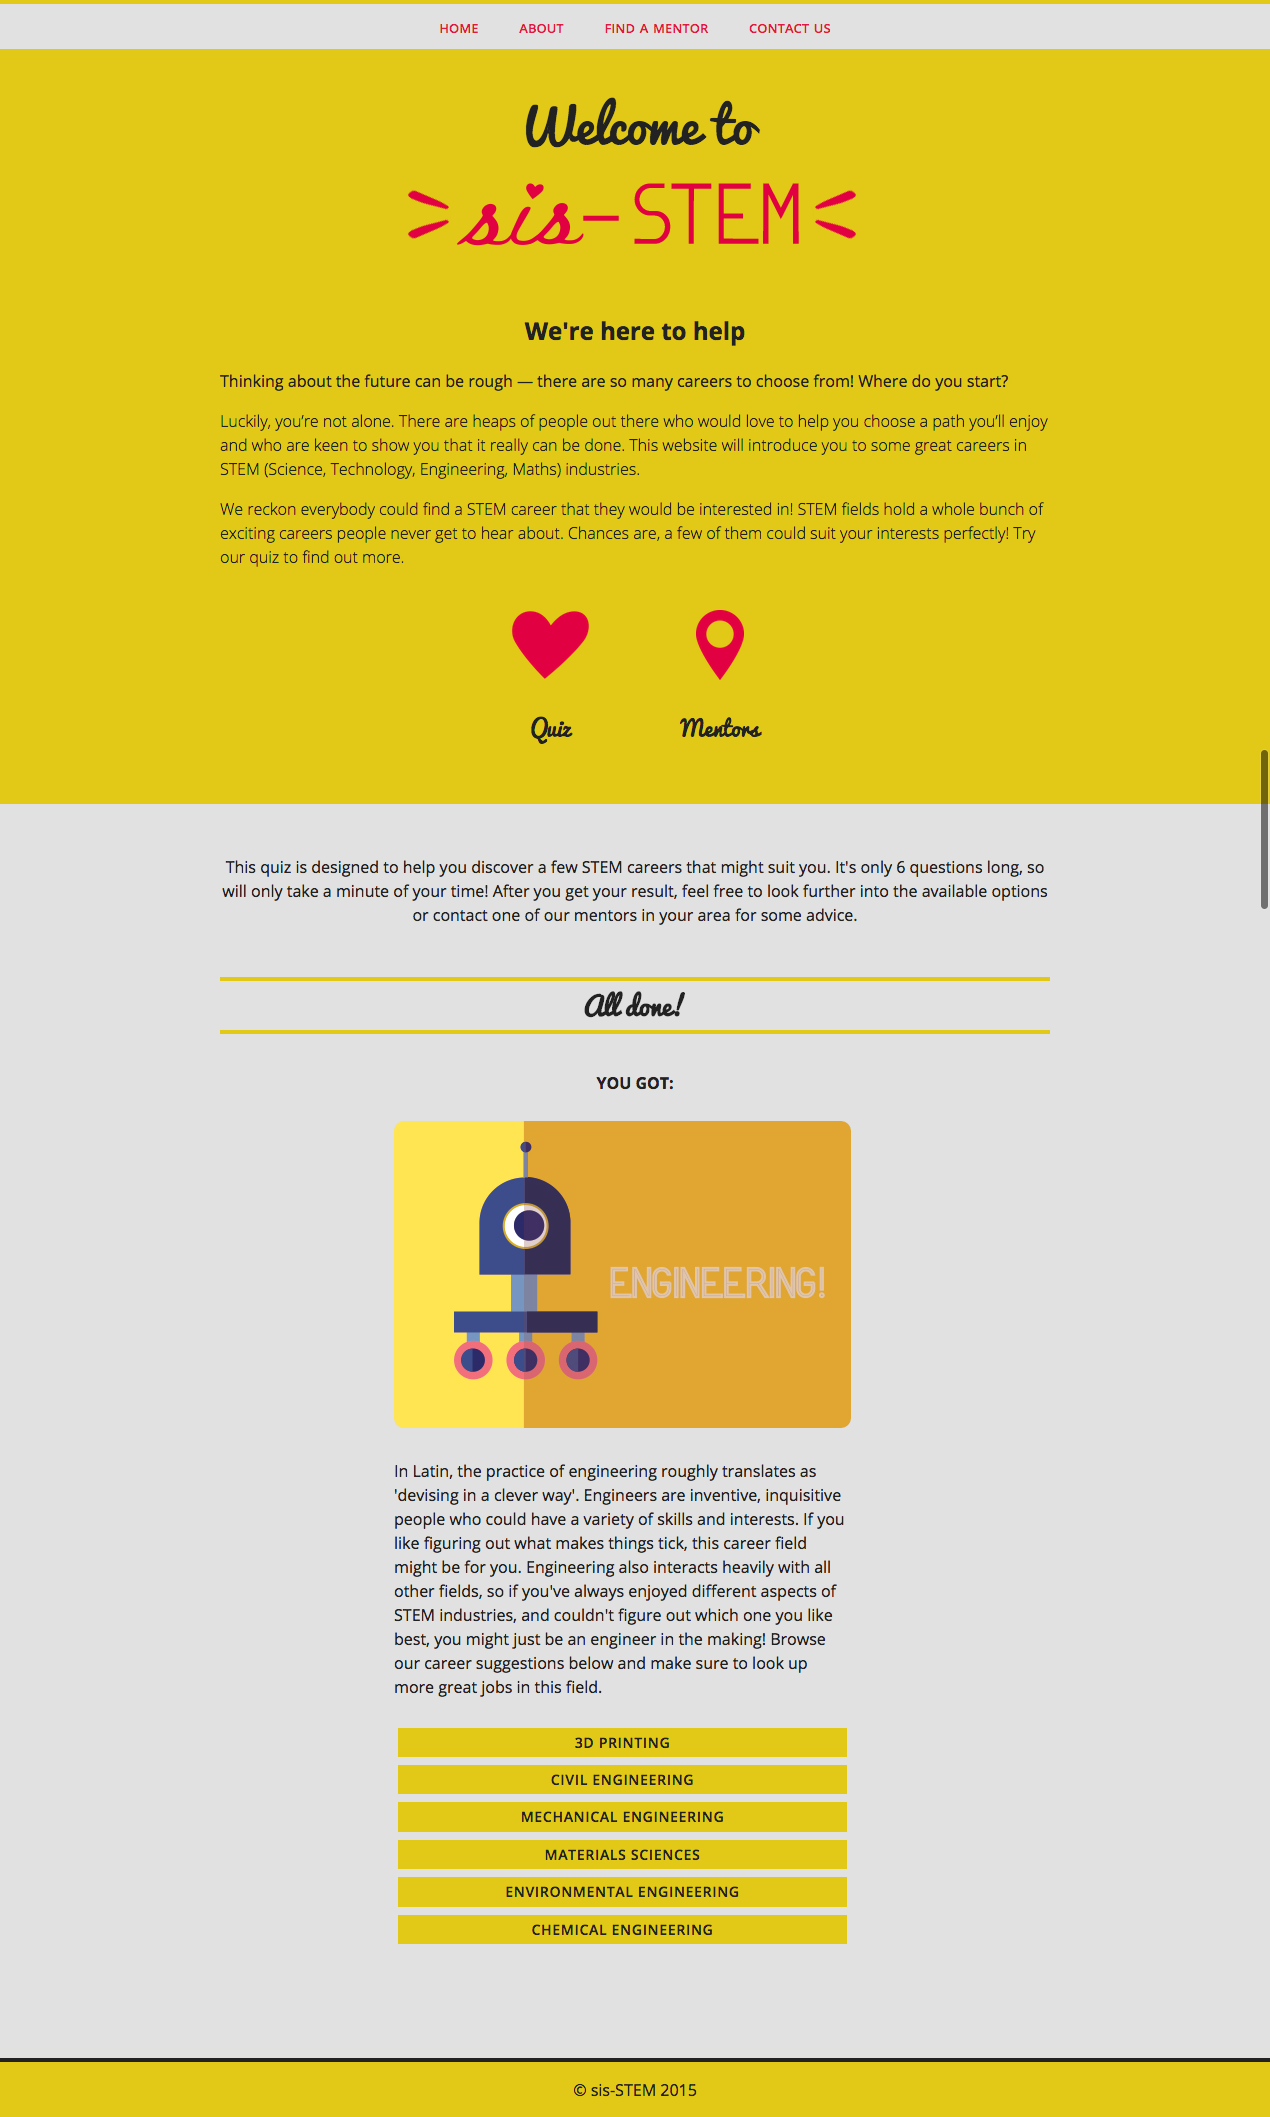 HOME ABOUT FIND A MENTOR CONTACT US
Welcome to
sis-STEM
We're here to help
Thinking about the future can be rough — there are so many careers to choose from! Where do you start?
Luckily, you’re not alone. There are heaps of people out there who would love to help you choose a path you’ll enjoy
and who are keen to show you that it really can be done. This website will introduce you to some great careers in
STEM (Science, Technology, Engineering, Maths) industries.
We reckon everybody could find a STEM career that they would be interested in! STEM fields hold a whole bunch of
exciting careers people never get to hear about. Chances are, a few of them could suit your interests perfectly! Try
our quiz to find out more.
Quiz Mentors
This quiz is designed to help you discover a few STEM careers that might suit you. It's only 6 questions long, so
will only take a minute of your time! After you get your result, feel free to look further into the available options
or contact one of our mentors in your area for some advice.
All done!
YOU GOT:
ENGINEERING!
In Latin, the practice of engineering roughly translates as
'devising in a clever way'. Engineers are inventive, inquisitive
people who could have a variety of skills and interests. If you
like figuring out what makes things tick, this career field
might be for you. Engineering also interacts heavily with all
other fields, so if you've always enjoyed different aspects of
STEM industries, and couldn't figure out which one you like
best, you might just be an engineer in the making! Browse
our career suggestions below and make sure to look up
more great jobs in this field.
3D PRINTING
CIVIL ENGINEERING
MECHANICAL ENGINEERING
MATERIALS SCIENCES
ENVIRONMENTAL ENGINEERING
CHEMICAL ENGINEERING
© sis-STEM 2015